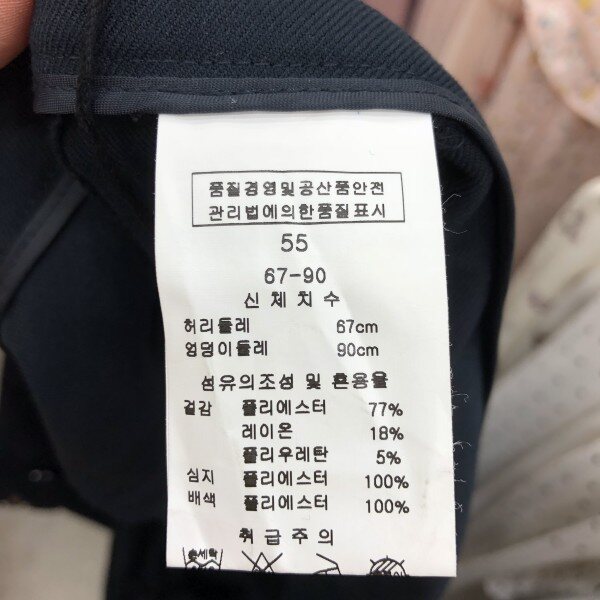 품질경영및공산품안전
관리법에의한품질표시
55
67-90
신체치수
허리둘레 67cm
엉덩이둘레 90cm
섬유의조성 및 혼용율
겉감 폴리에스터 77%
레이온 18%
폴리우레탄 5%
심지 폴리에스터 100%
배색 폴리에스터 100%
취급주의
손세탁